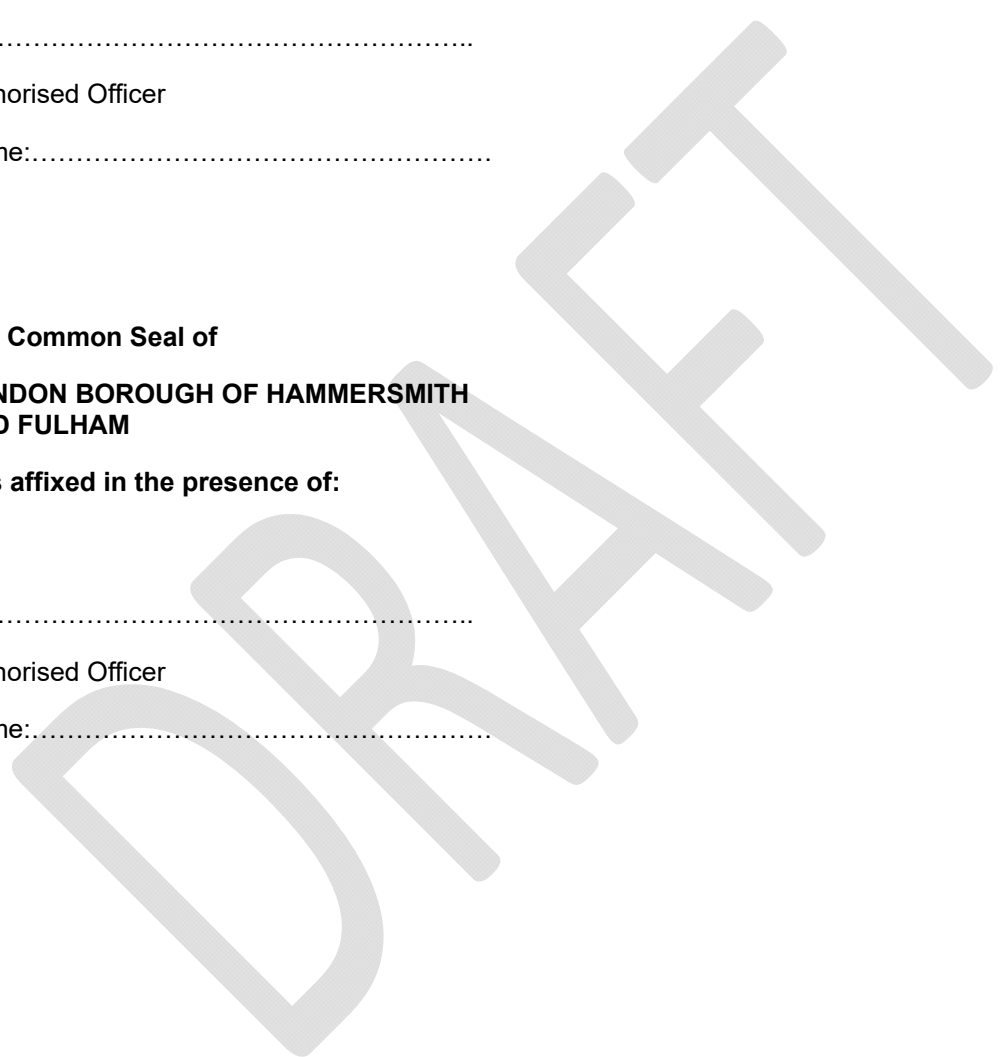 ……………………………………………..
horised Officer
ne:…………………………………………….
Common Seal of
NDON BOROUGH OF HAMMERSMITH
D FULHAM
s affixed in the presence of:
……………………………………………..
horised Officer
ne:…………………………………………….
DRAFT